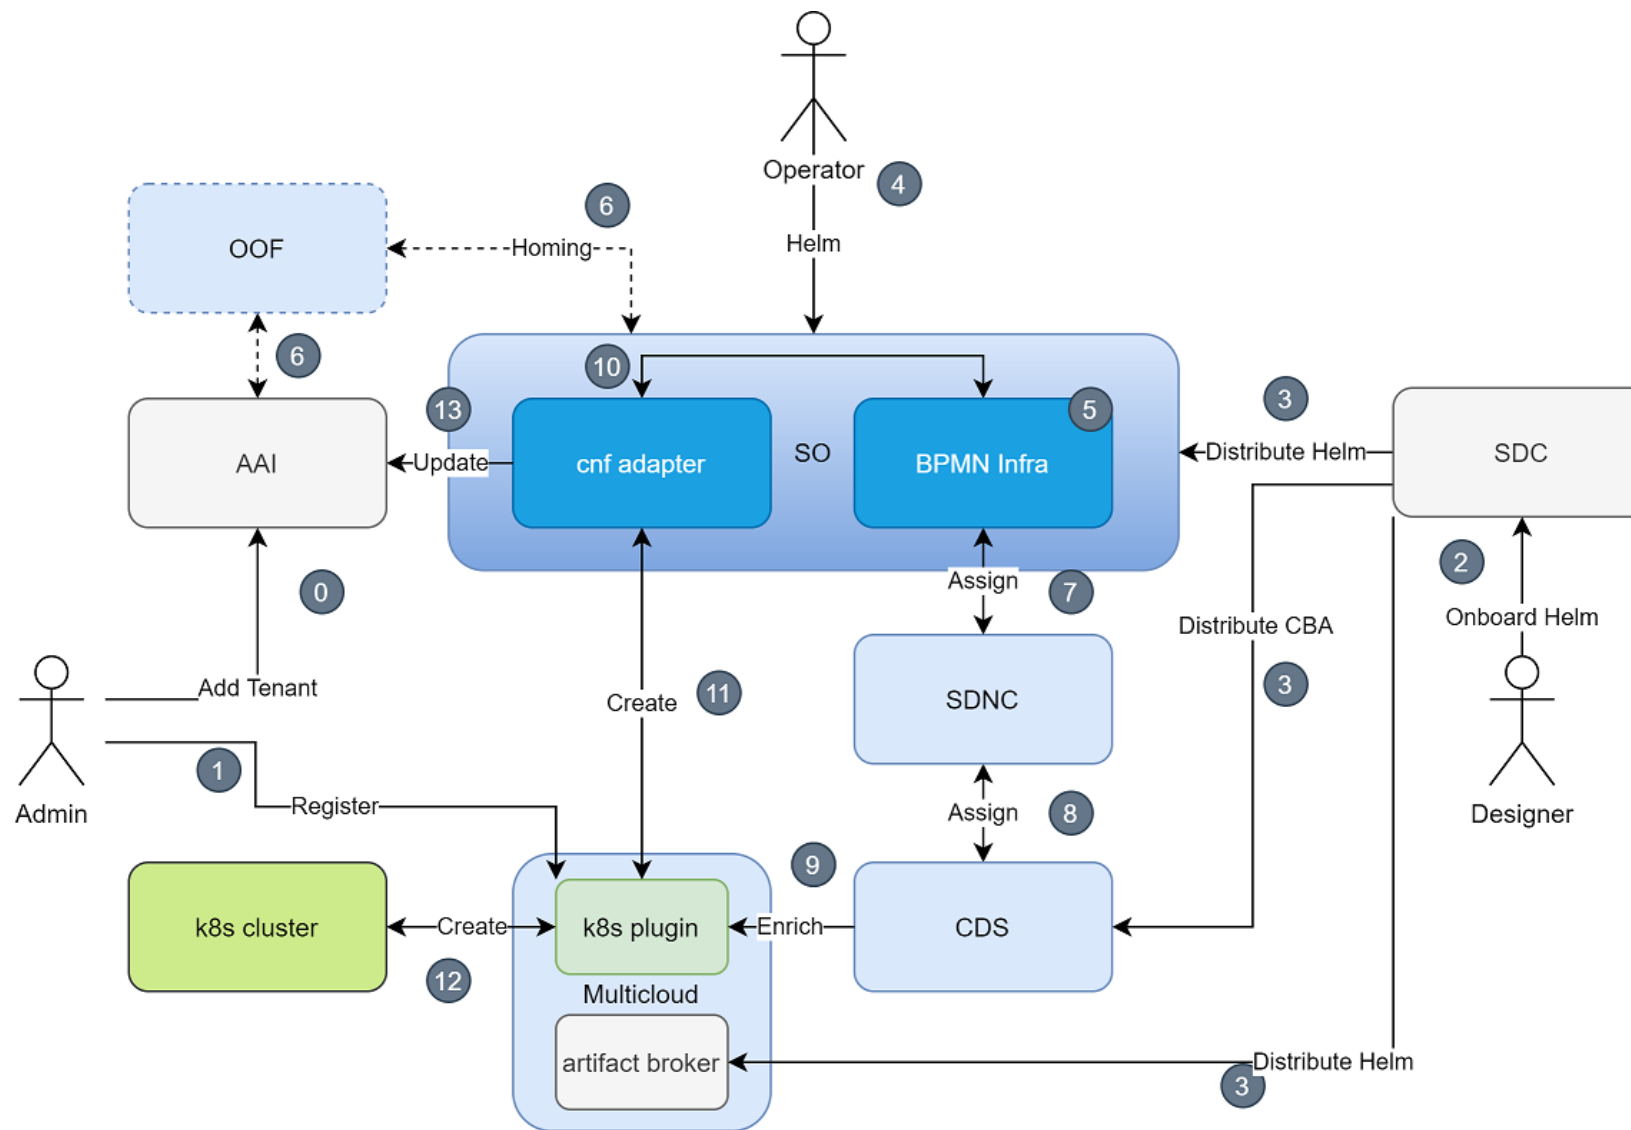 Operator
4
6
OOF
Homing
Helm
6
10
13
5
3
AAI
Update
cnf adapter
SO
BPMN Infra
Distribute Helm
SDC
2
0
Assign
7
Onboard Helm
Distribute CBA
Add Tenant
Create
11
SDNC
3
1
Register
Admin
Assign
8
Designer
9
k8s cluster
Create
k8s plugin
Enrich
CDS
12
Multicloud
artifact broker
Distribute Helm
3